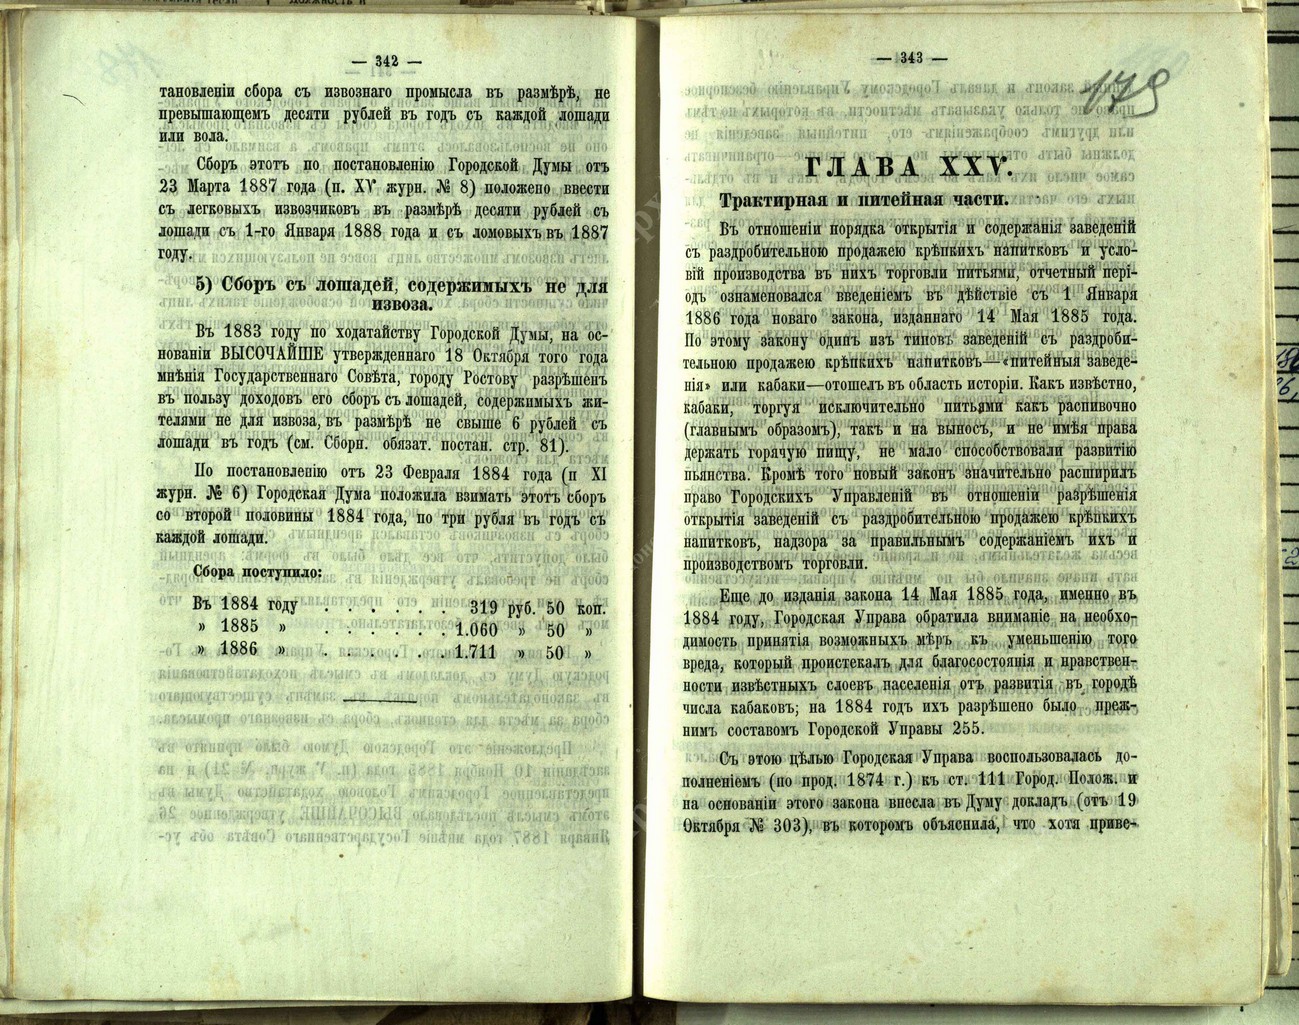 — 342 —
тановленіи сбора съ извознаго промысла въ размѣрѣ, не
превышающемъ десяти рублей въ годъ съ каждой лошади
или вола.
Сборъ этотъ по постановленію Городской Думы отъ
23 Марта 1887 года (п. XV журн. № 8) положено ввести
съ легковыхъ извозчиковъ въ размѣрѣ десяти рублей съ
лошади съ 1-го Января 1888 года и съ ломовыхъ въ 1887
году.
5) Сборъ съ лошадей, содержимыхъ не для
извоза.
Въ 1883 году по ходатайству Городской Думы, на ос-
нованіи ВЫСОЧАЙШЕ утвержденнаго 18 Октября того года
мнѣнія Государственнаго Совѣта, городу Ростову разрѣшенъ
въ пользу доходовъ его сборъ съ лошадей, содержимыхъ жи-
телями не для извоза, въ размѣрѣ не свыше 6 рублей съ
лошади въ годъ (см. Сборн. обязат. постан. стр. 81).
По постановленію отъ 23 Февраля 1884 года (п XI
журн. № 6) Городская Дума положила взимать этотъ сборъ
со второй половины 1884 года, по три рубля въ годъ съ
каждой лошади.
Сбора поступило:
Въ 1884 году . . . . . . 319 руб. 50 коп.
» 1885 » . . . . . . 1.060 » 50 »
» 1886 » . . . . . . 1.711 » 50 »
— 343 —
179
ГЛАВА XXV.
Трактирная и питейная части.
Въ отношеніи порядка открытія и содержанія заведеній
съ раздробительною продажею крѣпкихъ напитковъ и усло-
вій производства въ нихъ торговли питьями, отчетный пері-
одъ ознаменовался введеніемъ въ дѣйствіе съ 1 Января
1886 года новаго закона, изданнаго 14 Мая 1885 года.
По этому закону одинъ изъ типовъ заведеній съ раздроби-
тельною продажею крѣпкихъ напитковъ—«питейныя заведе-
нія» или кабаки—отошелъ въ область исторіи. Какъ извѣстно,
кабаки, торгуя исключительно питьями какъ распивочно
(главнымъ образомъ), такъ и на выносъ, и не имѣя права
держать горячую пищу, не мало способствовали развитію
пьянства. Кромѣ того новый законъ значительно расширилъ
право Городскихъ Управленій въ отношеніи разрѣшенія
открытія заведеній съ раздробительною продажею крѣпкихъ
напитковъ, надзора за правильнымъ содержаніемъ ихъ и
производствомъ торговли.
Еще до изданія закона 14 Мая 1885 года, именно въ
1884 году, Городская Управа обратила вниманіе на необхо-
димость принятія возможныхъ мѣръ къ уменьшенію того
вреда, который проистекалъ для благосостоянія и нравствен-
ности извѣстныхъ слоевъ населенія отъ развитія въ городѣ
числа кабаковъ; на 1884 годъ ихъ разрѣшено было преж-
нимъ составомъ Городской Управы 255.
Съ этою цѣлью Городская Управа воспользовалась до-
полненіемъ (по прод. 1874 г.) къ ст. 111 Город. Полож. и
на основаніи этого закона внесла въ Думу докладъ (отъ 19
Октября № 303), въ которомъ объяснила, что хотя приве-